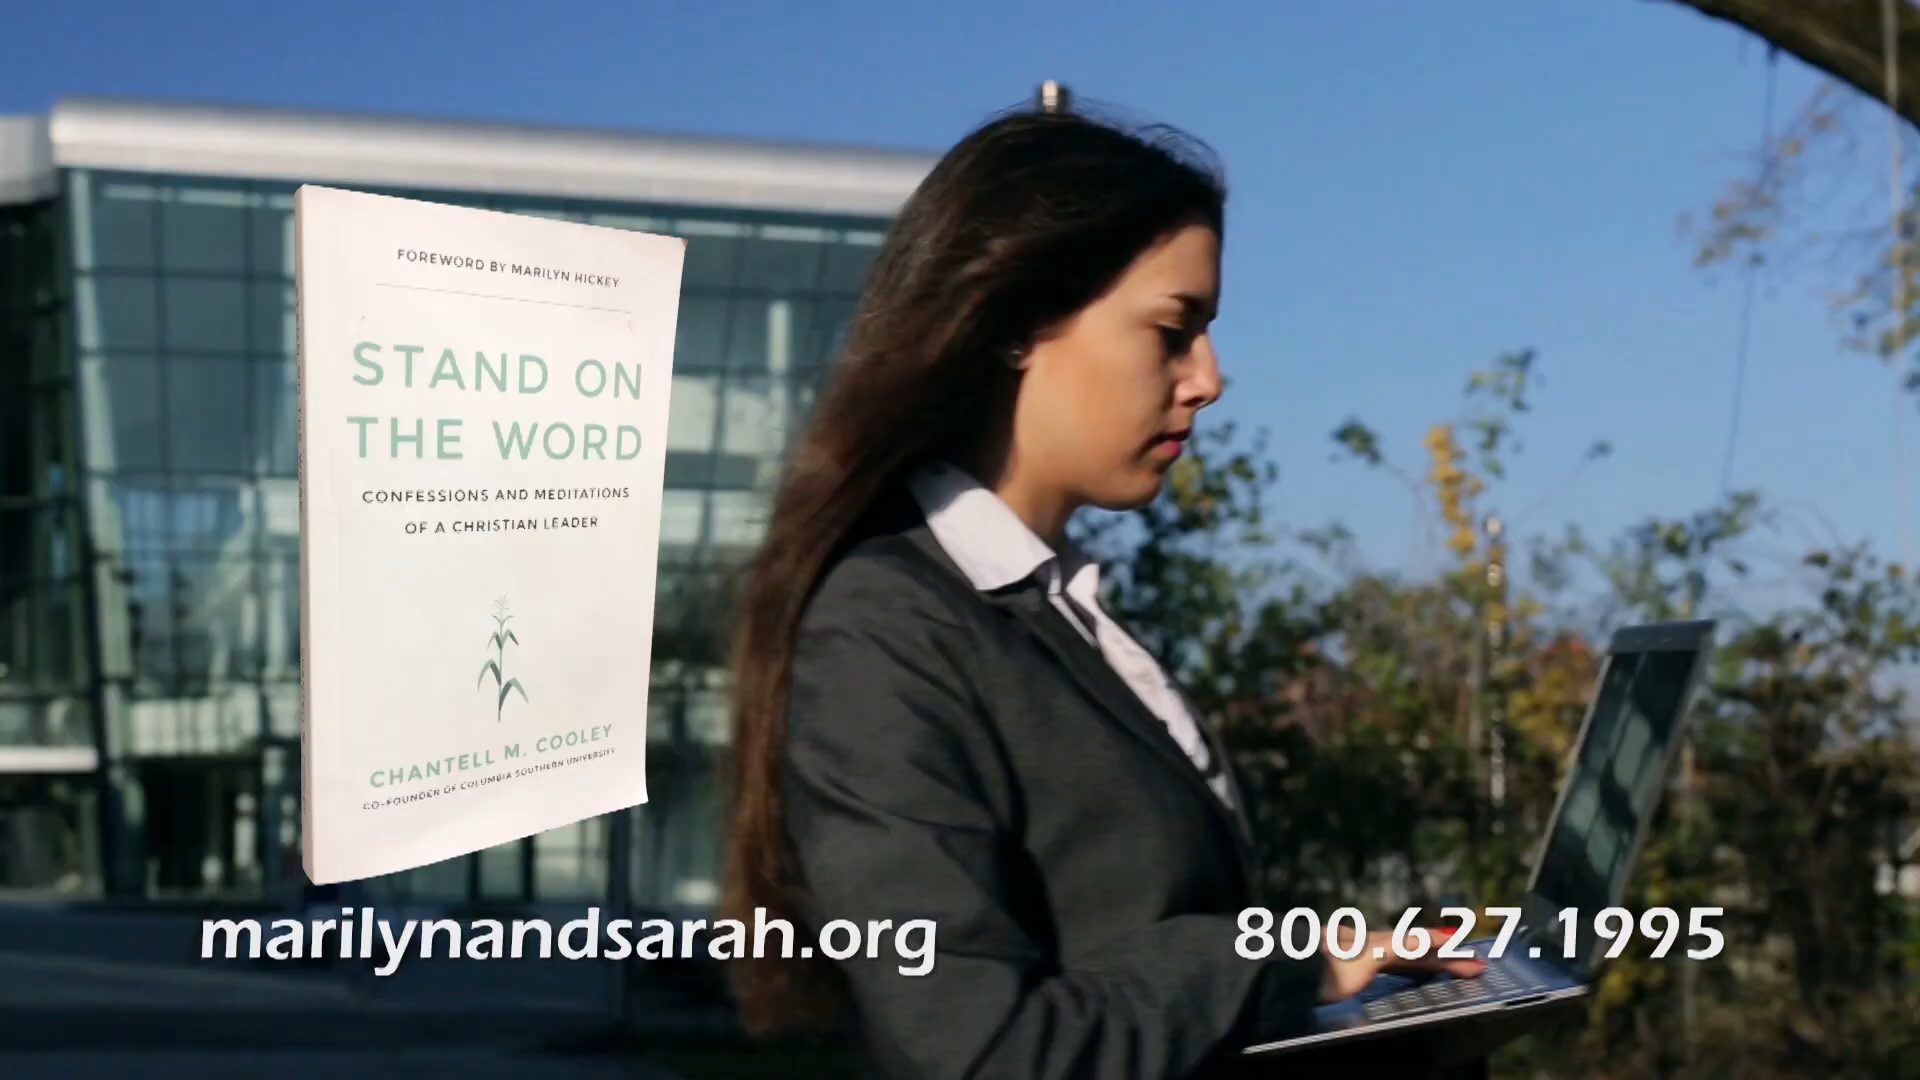 FOREWORD BY MARILYN HICKEY
STAND ON
THE WORD
CONFESSIONS AND MEDITATIONS
OF A CHRISTIAN LEADER
CHANTELL M. COOLEY
CO-FOUNDER OF COLUMBIA SOUTHERN UNIVERSITY
marilynandsarah.org
800.627.1995